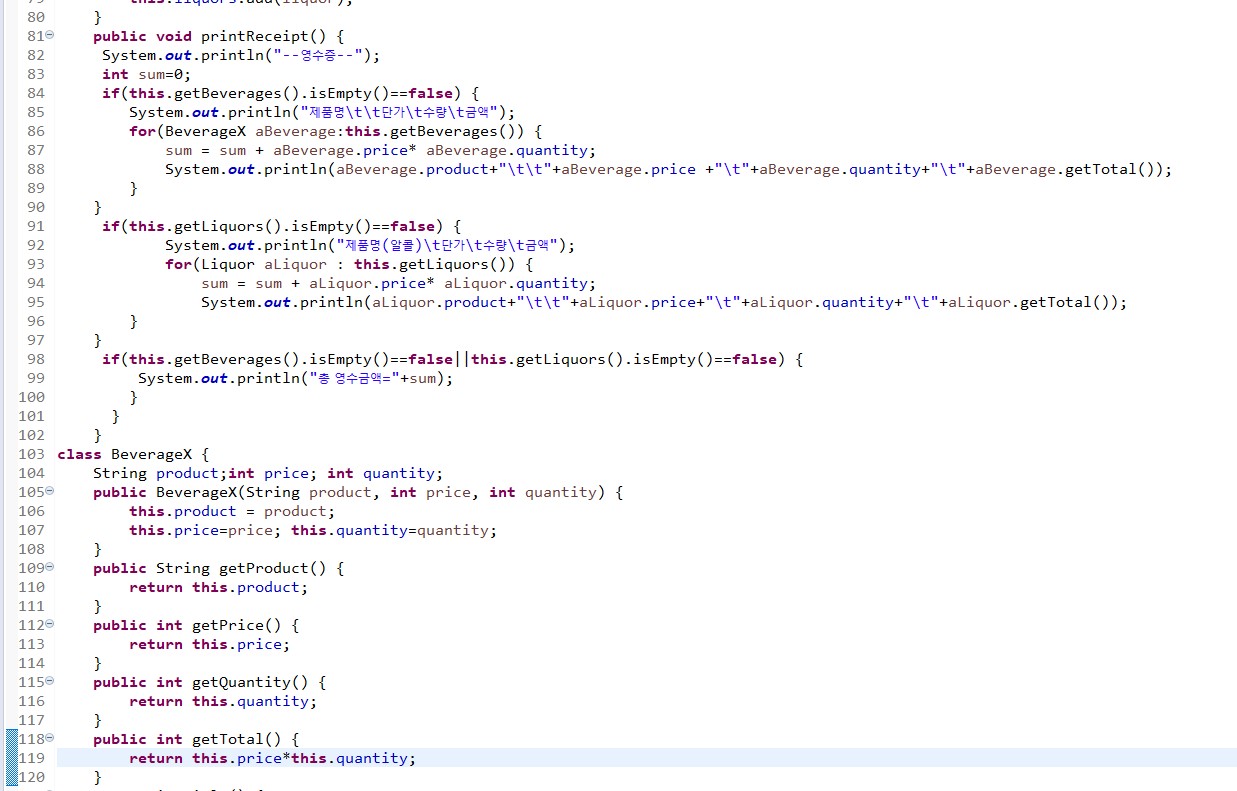 80 }
81 public void printReceipt() {
82 System.out.println("--영수증--");
83 int sum=0;
84 if(this.getBeverages().isEmpty()==false) {
85 System.out.println("제품명\t\t단가\t수량\t금액");
86 for(BeverageX aBeverage:this.getBeverages()) {
87 sum = sum + aBeverage.price* aBeverage.quantity;
88 System.out.println(aBeverage.product+"\t\t"+aBeverage.price +"\t"+aBeverage.quantity+"\t"+aBeverage.getTotal());
89 }
90 }
91 if(this.getLiquors().isEmpty()==false) {
92 System.out.println("제품명(알콜)\t단가\t수량\t금액");
93 for(Liquor aLiquor : this.getLiquors()) {
94 sum = sum + aLiquor.price* aLiquor.quantity;
95 System.out.println(aLiquor.product+"\t\t"+aLiquor.price+"\t"+aLiquor.quantity+"\t"+aLiquor.getTotal());
96 }
97 }
98 if(this.getBeverages().isEmpty()==false||this.getLiquors().isEmpty()==false) {
99 System.out.println("총 영수금액="+sum);
100 }
101 }
102 }
103 class BeverageX {
104 String product;int price; int quantity;
105 public BeverageX(String product, int price, int quantity) {
106 this.product = product;
107 this.price=price; this.quantity=quantity;
108 }
109 public String getProduct() {
110 return this.product;
111 }
112 public int getPrice() {
113 return this.price;
114 }
115 public int getQuantity() {
116 return this.quantity;
117 }
118 public int getTotal() {
119 return this.price*this.quantity;
120 }